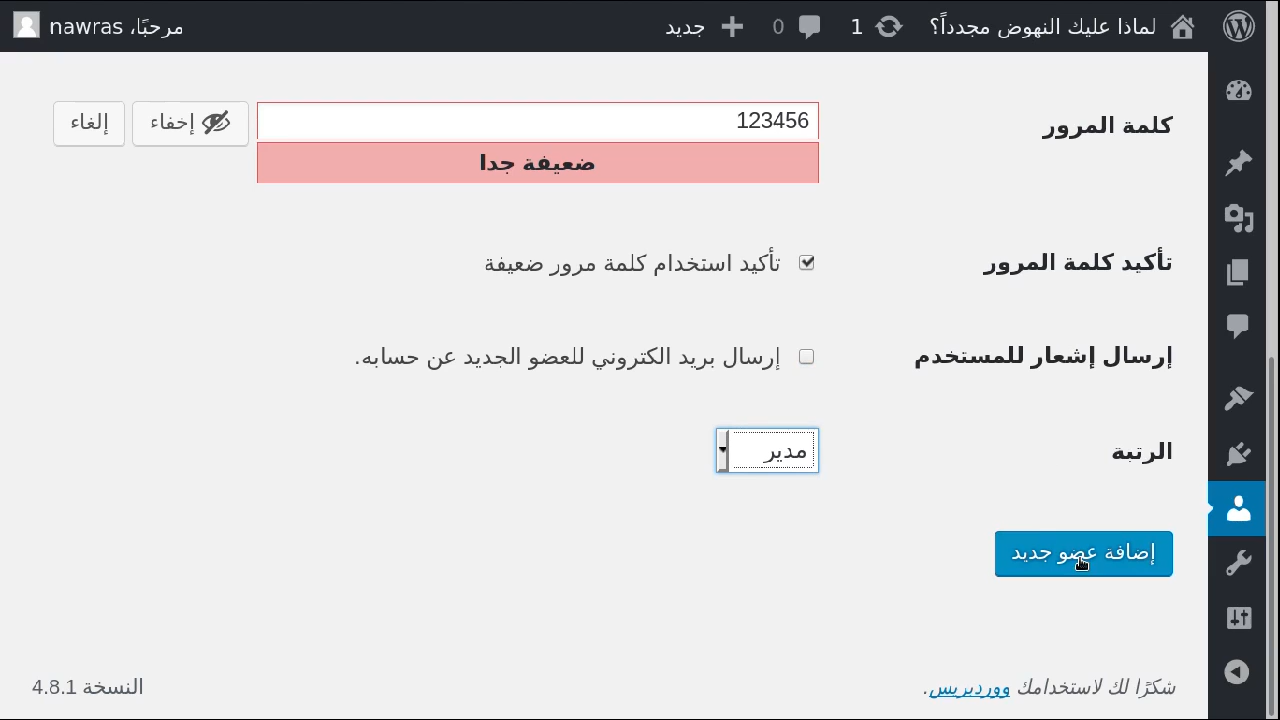 لماذا عليك النهوض مجدداً؟ 1 0 جديد مرحبًا، nawras
كلمة المرور 123456 إخفاء إلغاء
ضعيفة جدا
تأكيد كلمة المرور تأكيد استخدام كلمة مرور ضعيفة
إرسال إشعار للمستخدم إرسال بريد الكتروني للعضو الجديد عن حسابه.
الرتبة مدير
إضافة عضو جديد
شكرًا لك لاستخدامك ووردبريس. النسخة 4.8.1